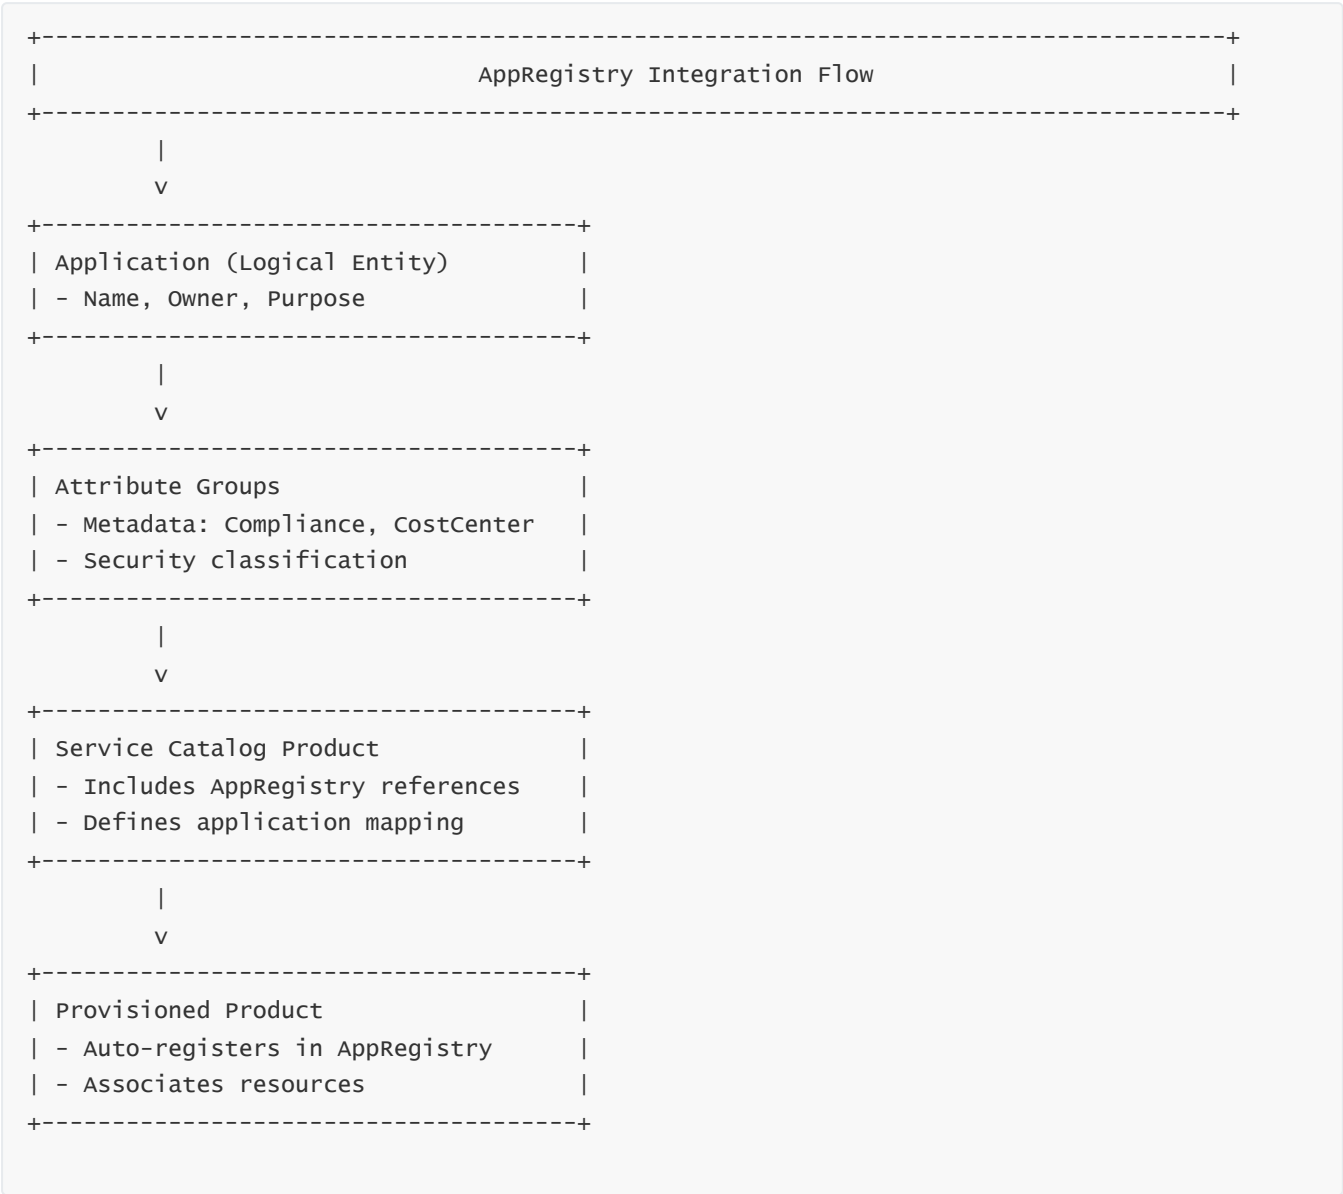 +------------------------------------------------------------------------------------+
|                               AppRegistry Integration Flow                         |
+------------------------------------------------------------------------------------+
         |
         v
+--------------------------------------+
| Application (Logical Entity)         |
| - Name, Owner, Purpose               |
+--------------------------------------+
         |
         v
+--------------------------------------+
| Attribute Groups                     |
| - Metadata: Compliance, CostCenter   |
| - Security classification            |
+--------------------------------------+
         |
         v
+--------------------------------------+
| Service Catalog Product              |
| - Includes AppRegistry references    |
| - Defines application mapping        |
+--------------------------------------+
         |
         v
+--------------------------------------+
| Provisioned Product                  |
| - Auto-registers in AppRegistry      |
| - Associates resources               |
+--------------------------------------+